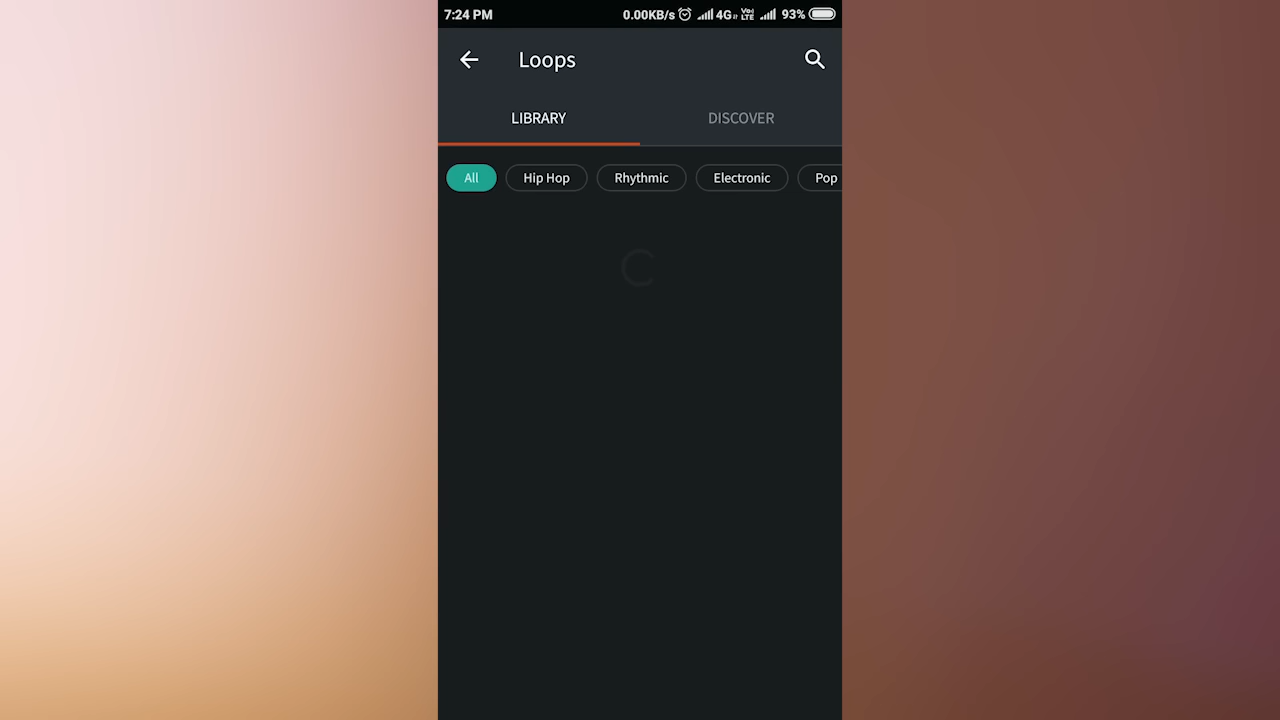 7:24 PM 0.00KB/s 4G Vo) LTE 93%
Loops
LIBRARY DISCOVER
All Hip Hop Rhythmic Electronic Pop